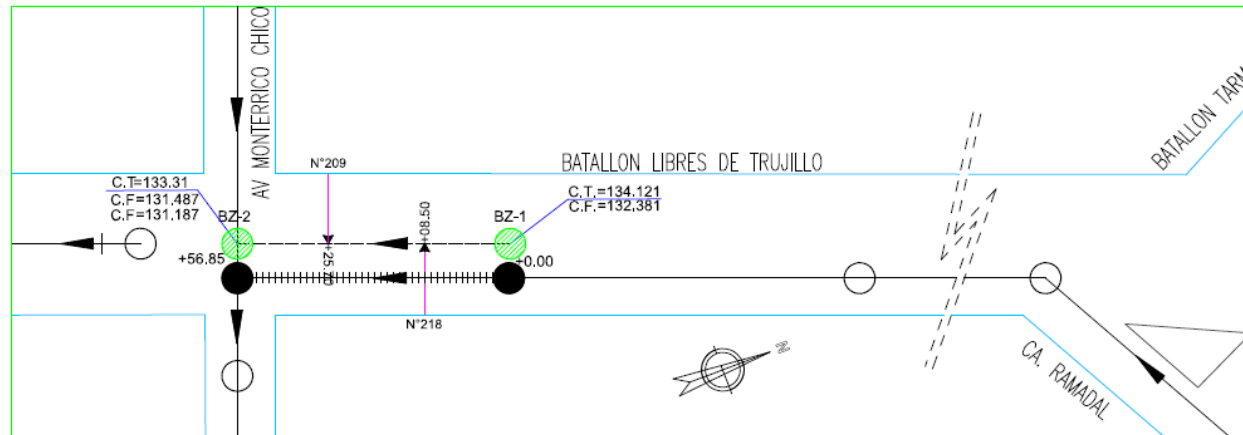 AV MONTERRICO CHICO
BATALLON LIBRES DE TRUJILLO
BATALLON TARM
N°209
C.T=133.31
C.F=131.487
C.F=131.187
BZ-2
C.T.=134.121
C.F.=132,381
BZ-1
+08.50
+56.85
+25.70
+0.00
N°218
N
CA. RAMADAL